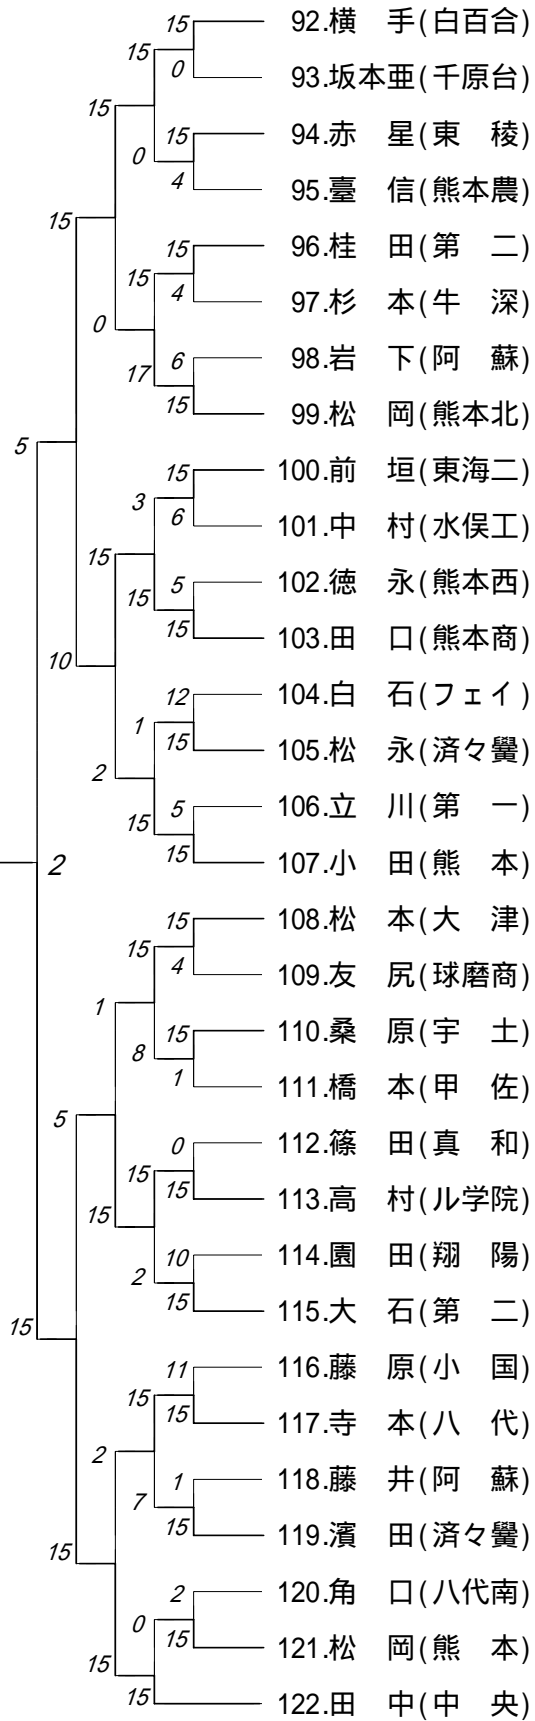 15 92.横 手(白百合)
15
0 93.坂本亜(千原台)
15
15 94.赤 星(東 稜)
0
4 95.臺 信(熊本農)
15
15 96.桂 田(第 二)
15
4 97.杉 本(牛 深)
0
6 98.岩 下(阿 蘇)
17
15 99.松 岡(熊本北)
5
15 100.前 垣(東海二)
3
6 101.中 村(水俣工)
15
5 102.徳 永(熊本西)
15
15 103.田 口(熊本商)
10
12 104.白 石(フェイ)
1
15 105.松 永(済々黌)
2
5 106.立 川(第 一)
15
15 107.小 田(熊 本)
2
15 108.松 本(大 津)
15
4 109.友 尻(球磨商)
1
15 110.桑 原(宇 土)
8
1 111.橋 本(甲 佐)
5
0 112.篠 田(真 和)
15
15 113.高 村(ル学院)
15
10 114.園 田(翔 陽)
2
15 115.大 石(第 二)
15
11 116.藤 原(小 国)
15
15 117.寺 本(八 代)
2
1 118.藤 井(阿 蘇)
7
15 119.濱 田(済々黌)
15
2 120.角 口(八代南)
0
15 121.松 岡(熊 本)
15
15 122.田 中(中 央)